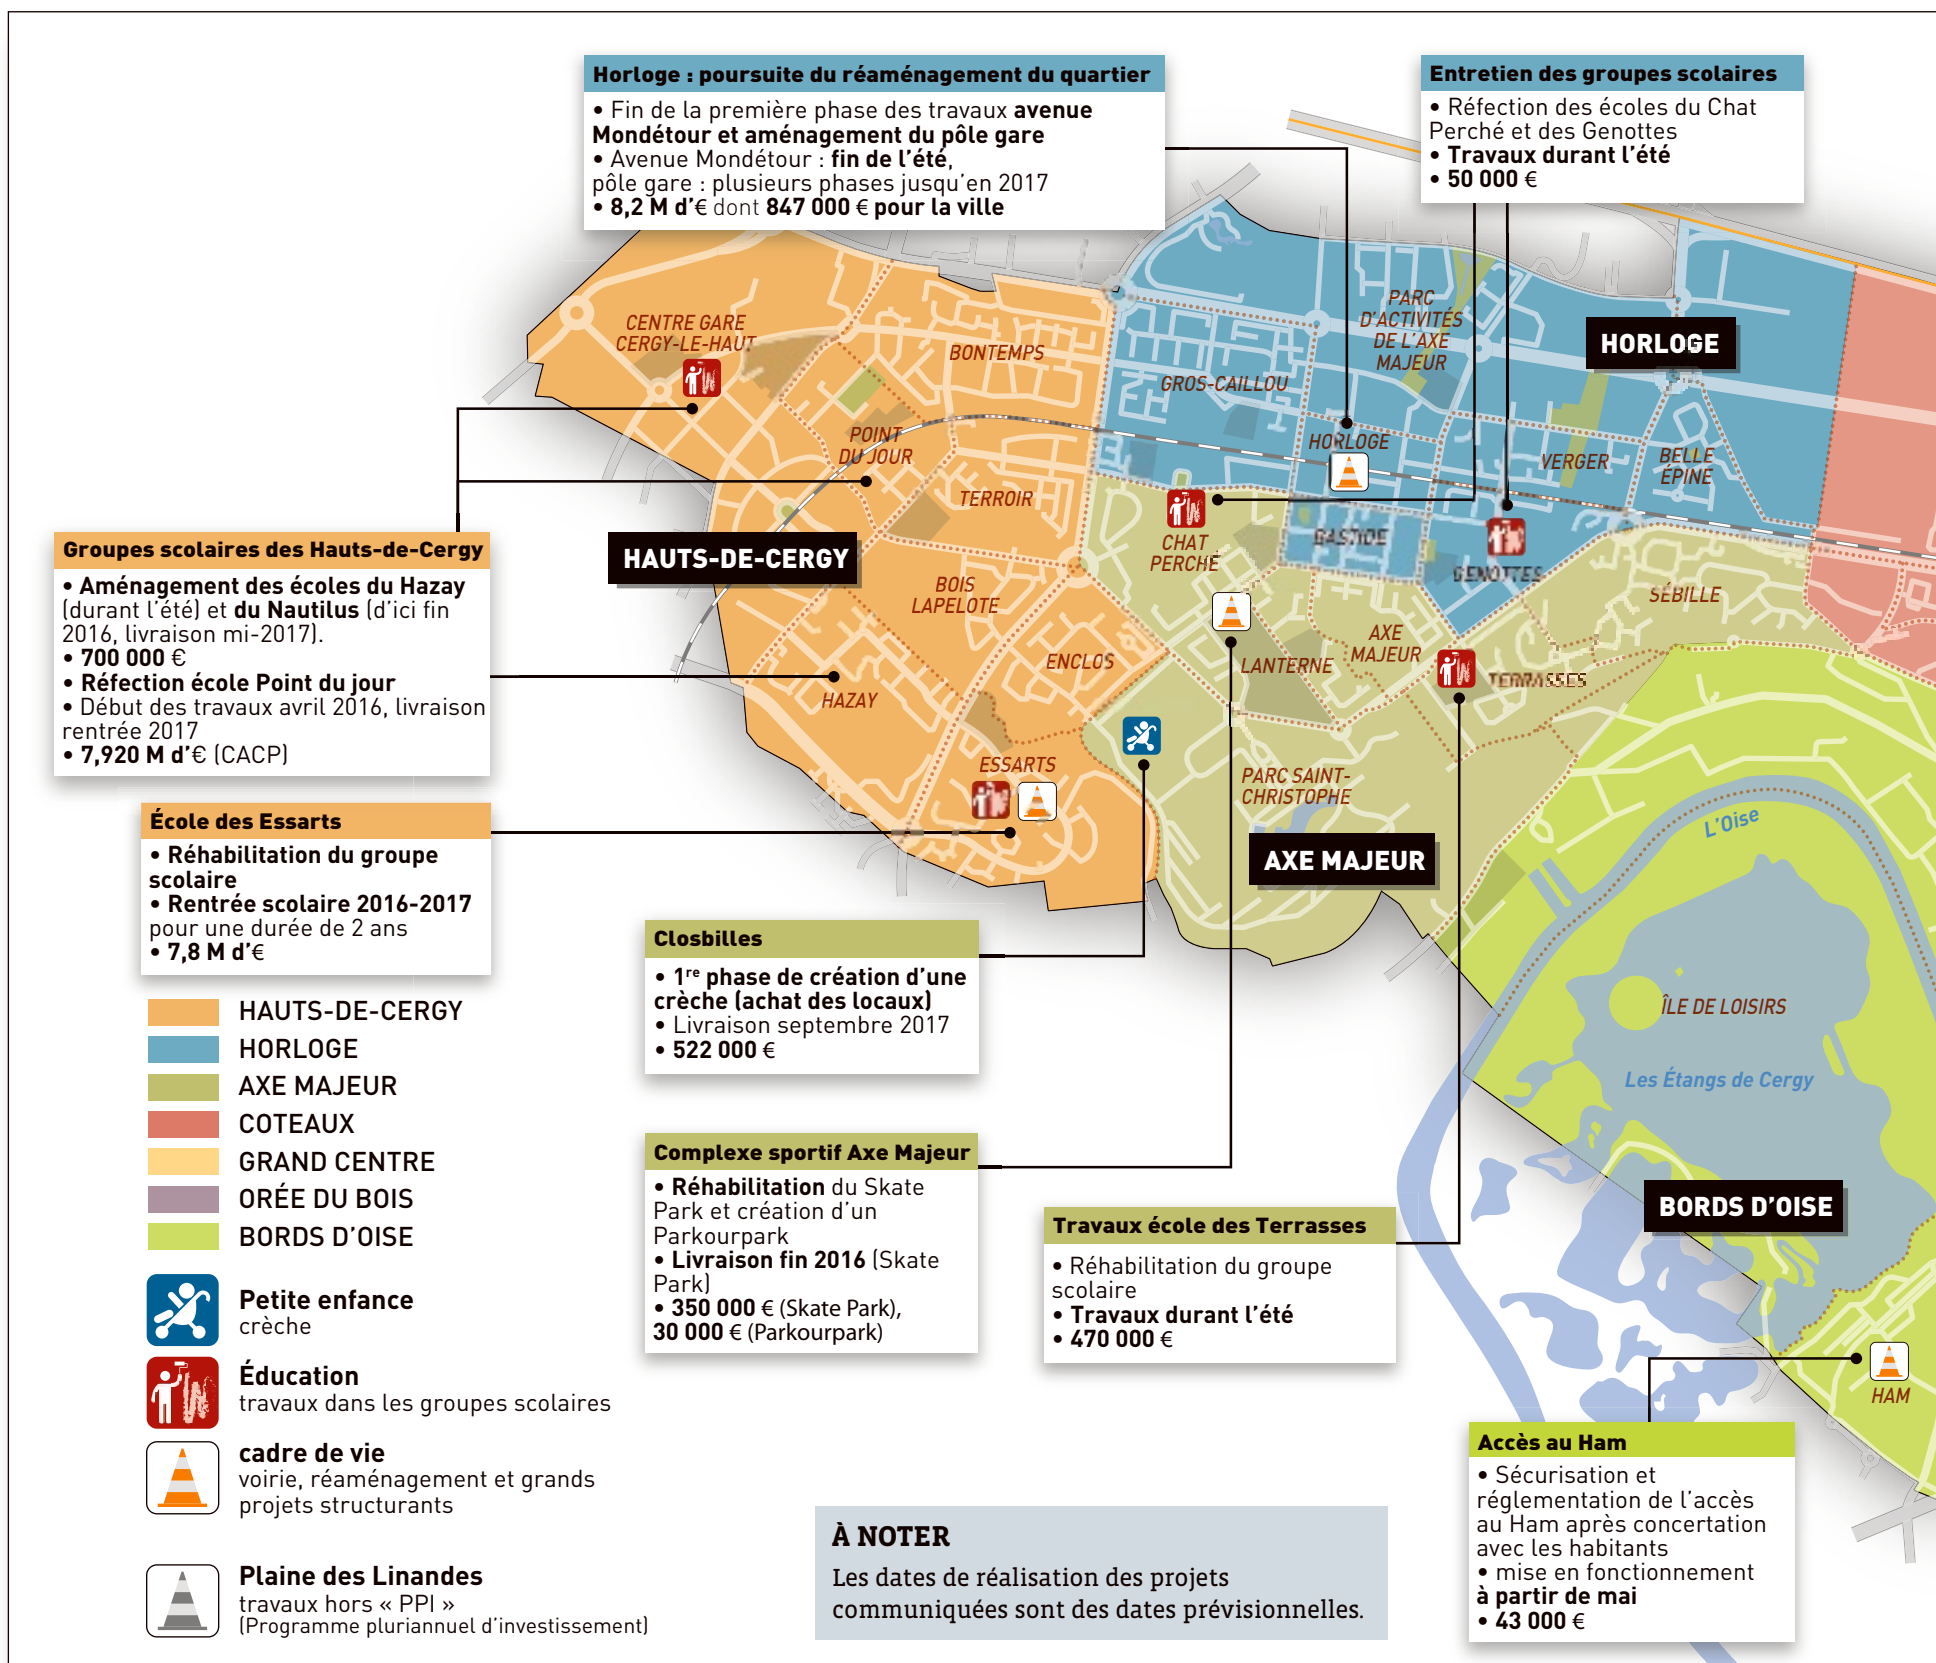 Horloge : poursuite du réaménagement du quartier
• Fin de la première phase des travaux avenue
Mondétour et aménagement du pôle gare
• Avenue Mondétour : fin de l'été,
pôle gare : plusieurs phases jusqu'en 2017
• 8,2 M d'€ dont 847 000 € pour la ville
Entretien des groupes scolaires
• Réfection des écoles du Chat
Perché et des Genottes
• Travaux durant l'été
• 50 000 €
CENTRE GARE
CERGY-LE-HAUT
BONTEMPS
GROS-CAILLOU
PARC
D'ACTIVITÉS
DE L'AXE
MAJEUR
HORLOGE
POINT
DU JOUR
HORLOGE
VERGER
BELLE
ÉPINE
TERROIR
CHAT
PERCHÉ
BASTIDE
GENOTTES
HAUTS-DE-CERGY
BOIS
LAPELOTE
SÉBILLE
AXE
MAJEUR
ENCLOS
LANTERNE
TERRASSES
HAZAY
ESSARTS
PARC SAINT-
CHRISTOPHE
AXE MAJEUR
L'Oise
ÎLE DE LOISIRS
Les Étangs de Cergy
BORDS D'OISE
HAM
Groupes scolaires des Hauts-de-Cergy
• Aménagement des écoles du Hazay
(durant l'été) et du Nautilus (d'ici fin
2016, livraison mi-2017).
• 700 000 €
• Réfection école Point du jour
• Début des travaux avril 2016, livraison
rentrée 2017
• 7,920 M d'€ (CACP)
École des Essarts
• Réhabilitation du groupe
scolaire
• Rentrée scolaire 2016-2017
pour une durée de 2 ans
• 7,8 M d'€
Closbilles
• 1re phase de création d'une
crèche (achat des locaux)
• Livraison septembre 2017
• 522 000 €
Complexe sportif Axe Majeur
• Réhabilitation du Skate
Park et création d'un
Parkourpark
• Livraison fin 2016 (Skate
Park)
• 350 000 € (Skate Park),
30 000 € (Parkourpark)
Travaux école des Terrasses
• Réhabilitation du groupe
scolaire
• Travaux durant l'été
• 470 000 €
Accès au Ham
• Sécurisation et
réglementation de l'accès
au Ham après concertation
avec les habitants
• mise en fonctionnement
à partir de mai
• 43 000 €
HAUTS-DE-CERGY
HORLOGE
AXE MAJEUR
COTEAUX
GRAND CENTRE
ORÉE DU BOIS
BORDS D'OISE
Petite enfance
crèche
Éducation
travaux dans les groupes scolaires
cadre de vie
voirie, réaménagement et grands
projets structurants
Plaine des Linandes
travaux hors « PPI »
(Programme pluriannuel d'investissement)
À NOTER
Les dates de réalisation des projets
communiquées sont des dates prévisionnelles.